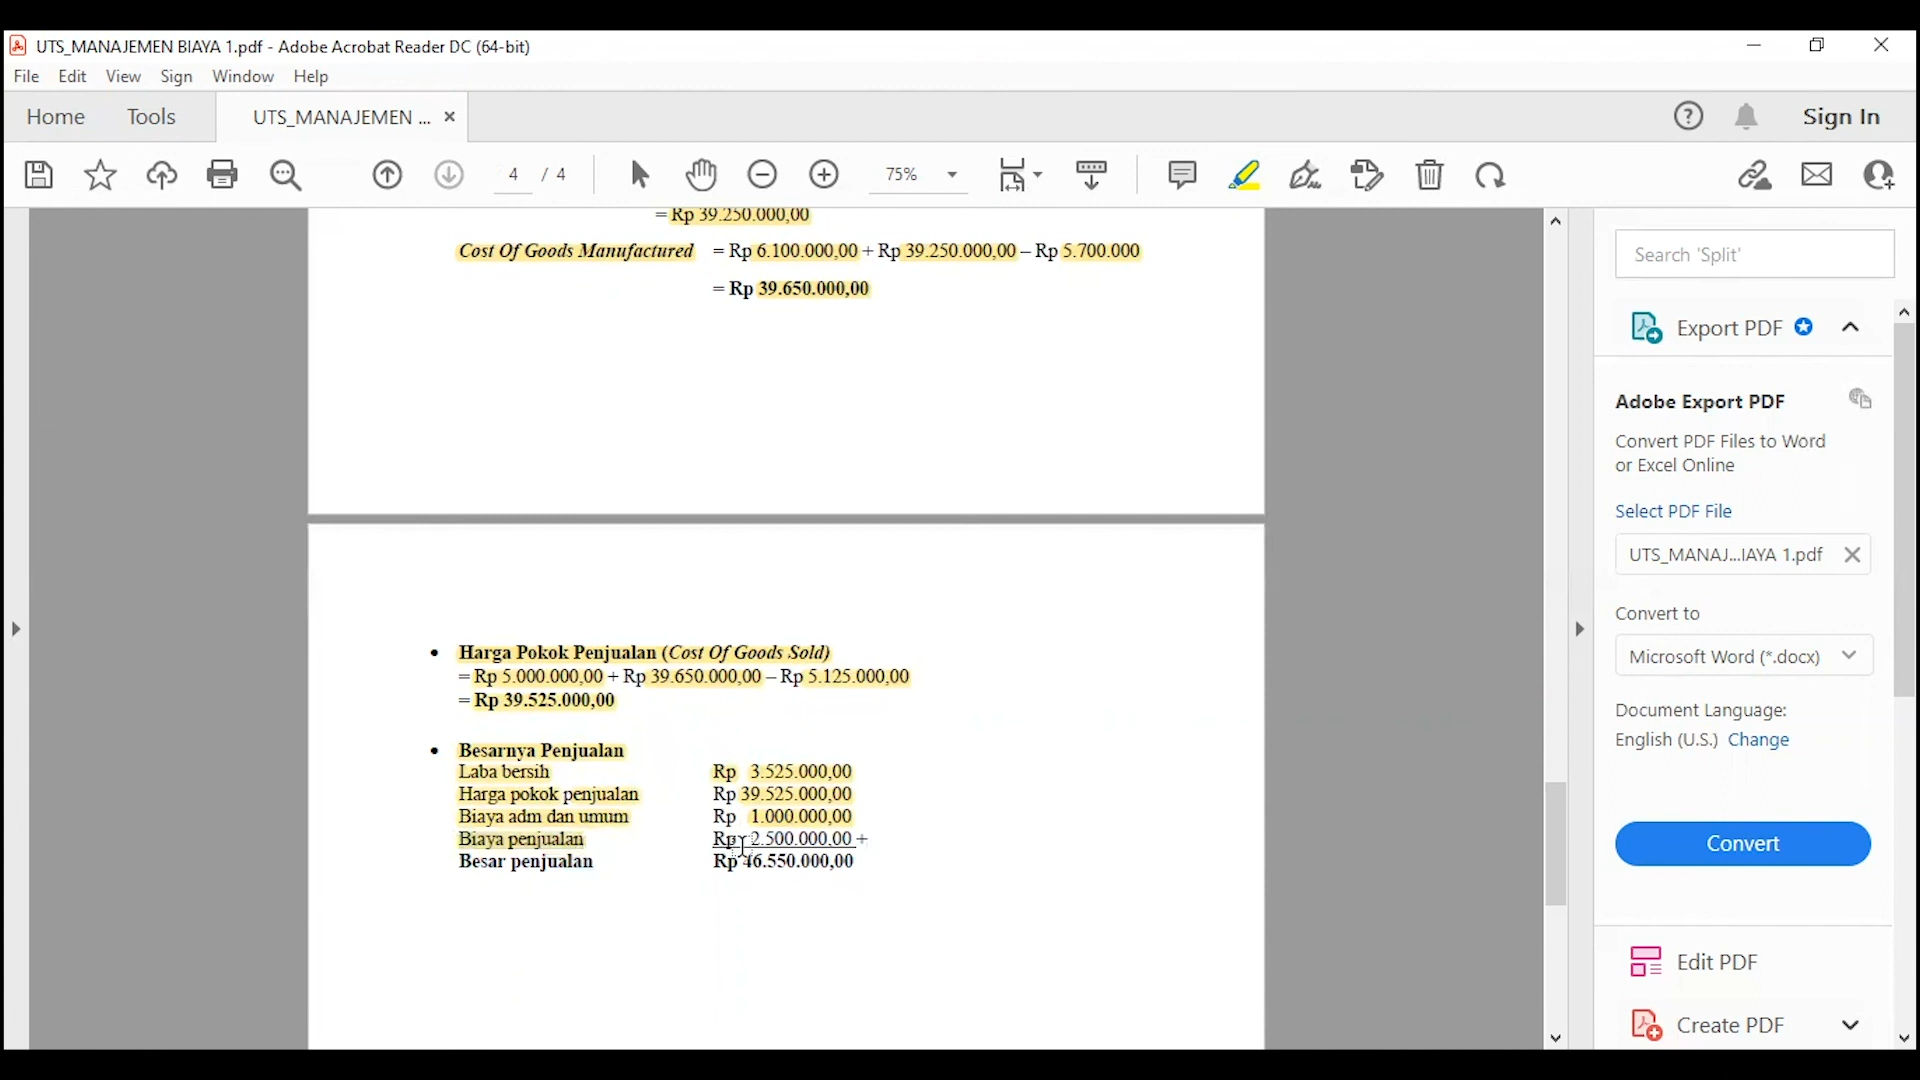 UTS_MANAJEMEN BIAYA 1.pdf - Adobe Acrobat Reader DC (64-bit)
File Edit View Sign Window Help
Home Tools UTS_MANAJEMEN ... × Sign In
4 / 4 75%
= Rp 39.250.000,00
Cost Of Goods Manufactured = Rp 6.100.000,00 + Rp 39.250.000,00 – Rp 5.700.000
= Rp 39.650.000,00
• Harga Pokok Penjualan (Cost Of Goods Sold)
= Rp 5.000.000,00 + Rp 39.650.000,00 – Rp 5.125.000,00
= Rp 39.525.000,00
• Besarnya Penjualan
Laba bersih Rp 3.525.000,00
Harga pokok penjualan Rp 39.525.000,00
Biaya adm dan umum Rp 1.000.000,00
Biaya penjualan Rp 2.500.000,00 +
Besar penjualan Rp 46.550.000,00
Search 'Split'
Export PDF
Adobe Export PDF
Convert PDF Files to Word
or Excel Online
Select PDF File
UTS_MANAJ...IAYA 1.pdf
Convert to
Microsoft Word (*.docx)
Document Language:
English (U.S.) Change
Convert
Edit PDF
Create PDF